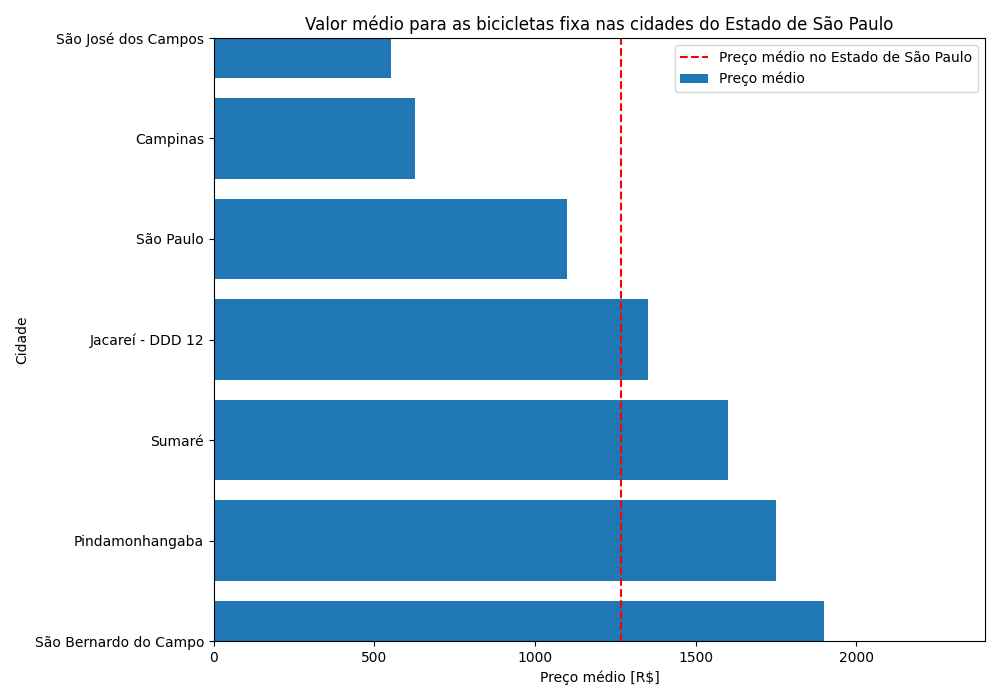 Valor médio para as bicicletas fixa nas cidades do Estado de São Paulo
Preço médio no Estado de São Paulo
Preço médio
São José dos Campos
Campinas
São Paulo
Jacareí - DDD 12
Sumaré
Pindamonhangaba
São Bernardo do Campo
Cidade
0 500 1000 1500 2000
Preço médio [R$]